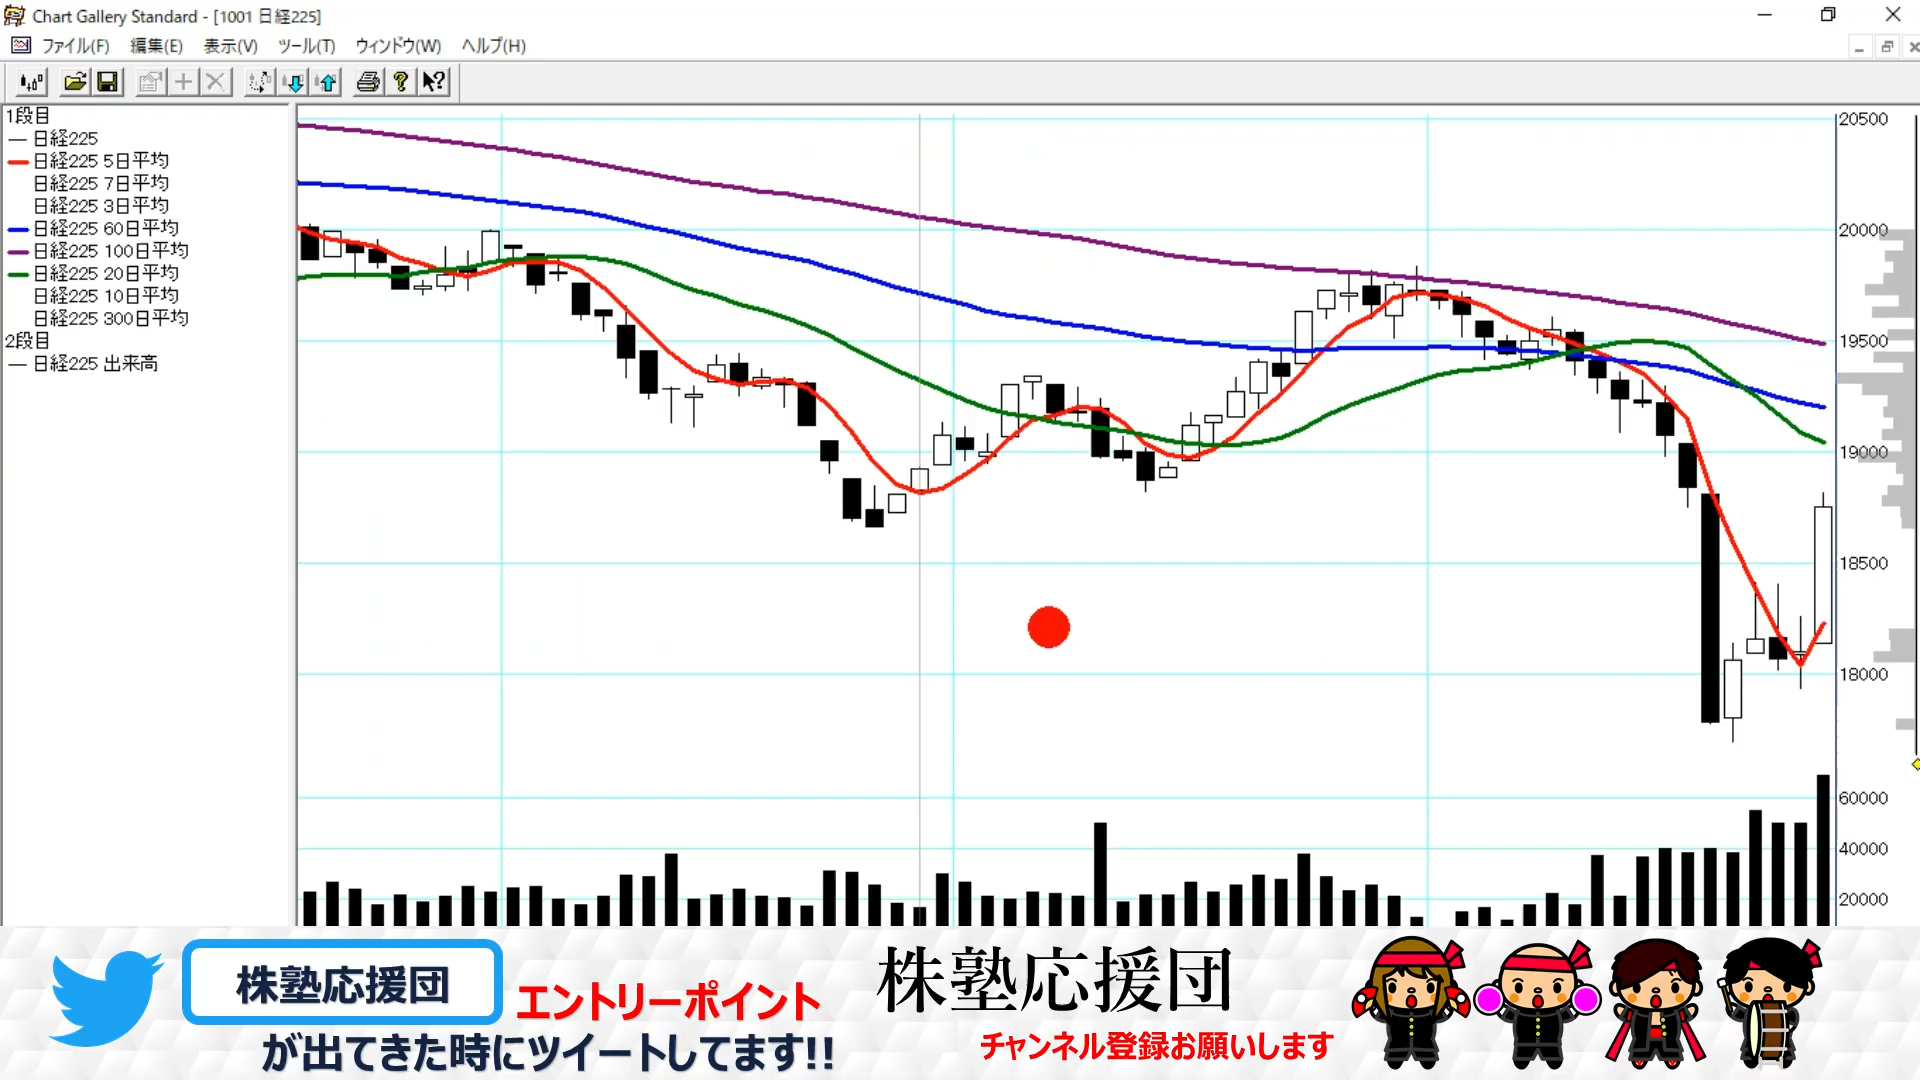 Chart Gallery Standard - [1001 日経225]
ファイル(F) 編集(E) 表示(V) ツール(T) ウィンドウ(W) ヘルプ(H)
1段目
日経225
日経225 5日平均
日経225 7日平均
日経225 3日平均
日経225 60日平均
日経225 100日平均
日経225 20日平均
日経225 10日平均
日経225 300日平均
2段目
日経225 出来高
20500
20000
19500
19000
18500
18000
60000
40000
20000
株塾応援団
エントリーポイント
が出てきた時にツイートしてます!!
株塾応援団
チャンネル登録お願いします